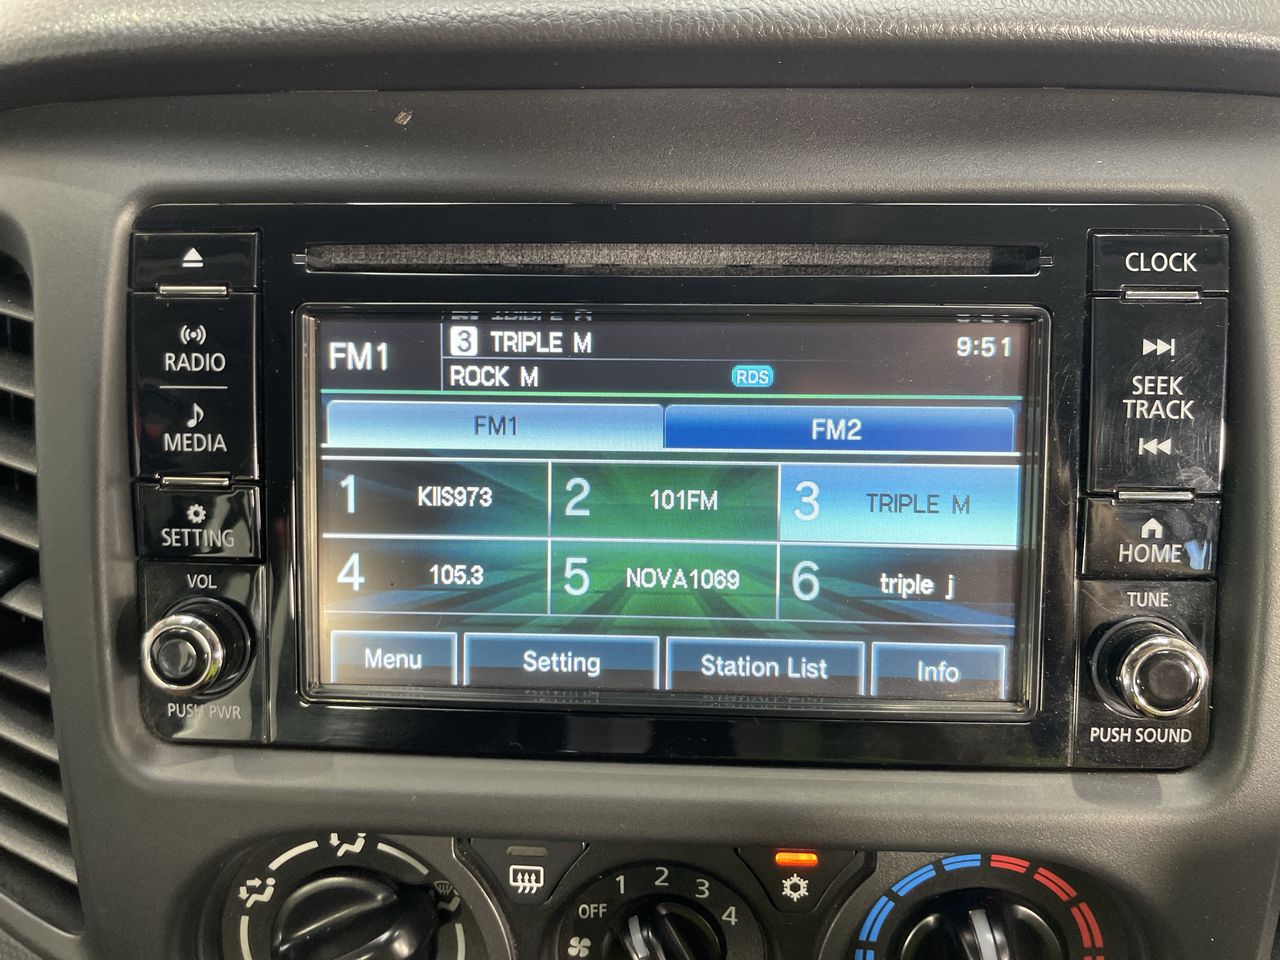 CLOCK
RADIO
MEDIA
SETTING
VOL
PUSH PWR
FM1
3 TRIPLE M
9:51
ROCK M
RDS
FM1 FM2
1 KIIS973 2 101FM 3 TRIPLE M
4 105.3 5 NOVA1069 6 triple j
Menu Setting Station List Info
SEEK
TRACK
HOME
TUNE
PUSH SOUND
OFF 1 2 3 4